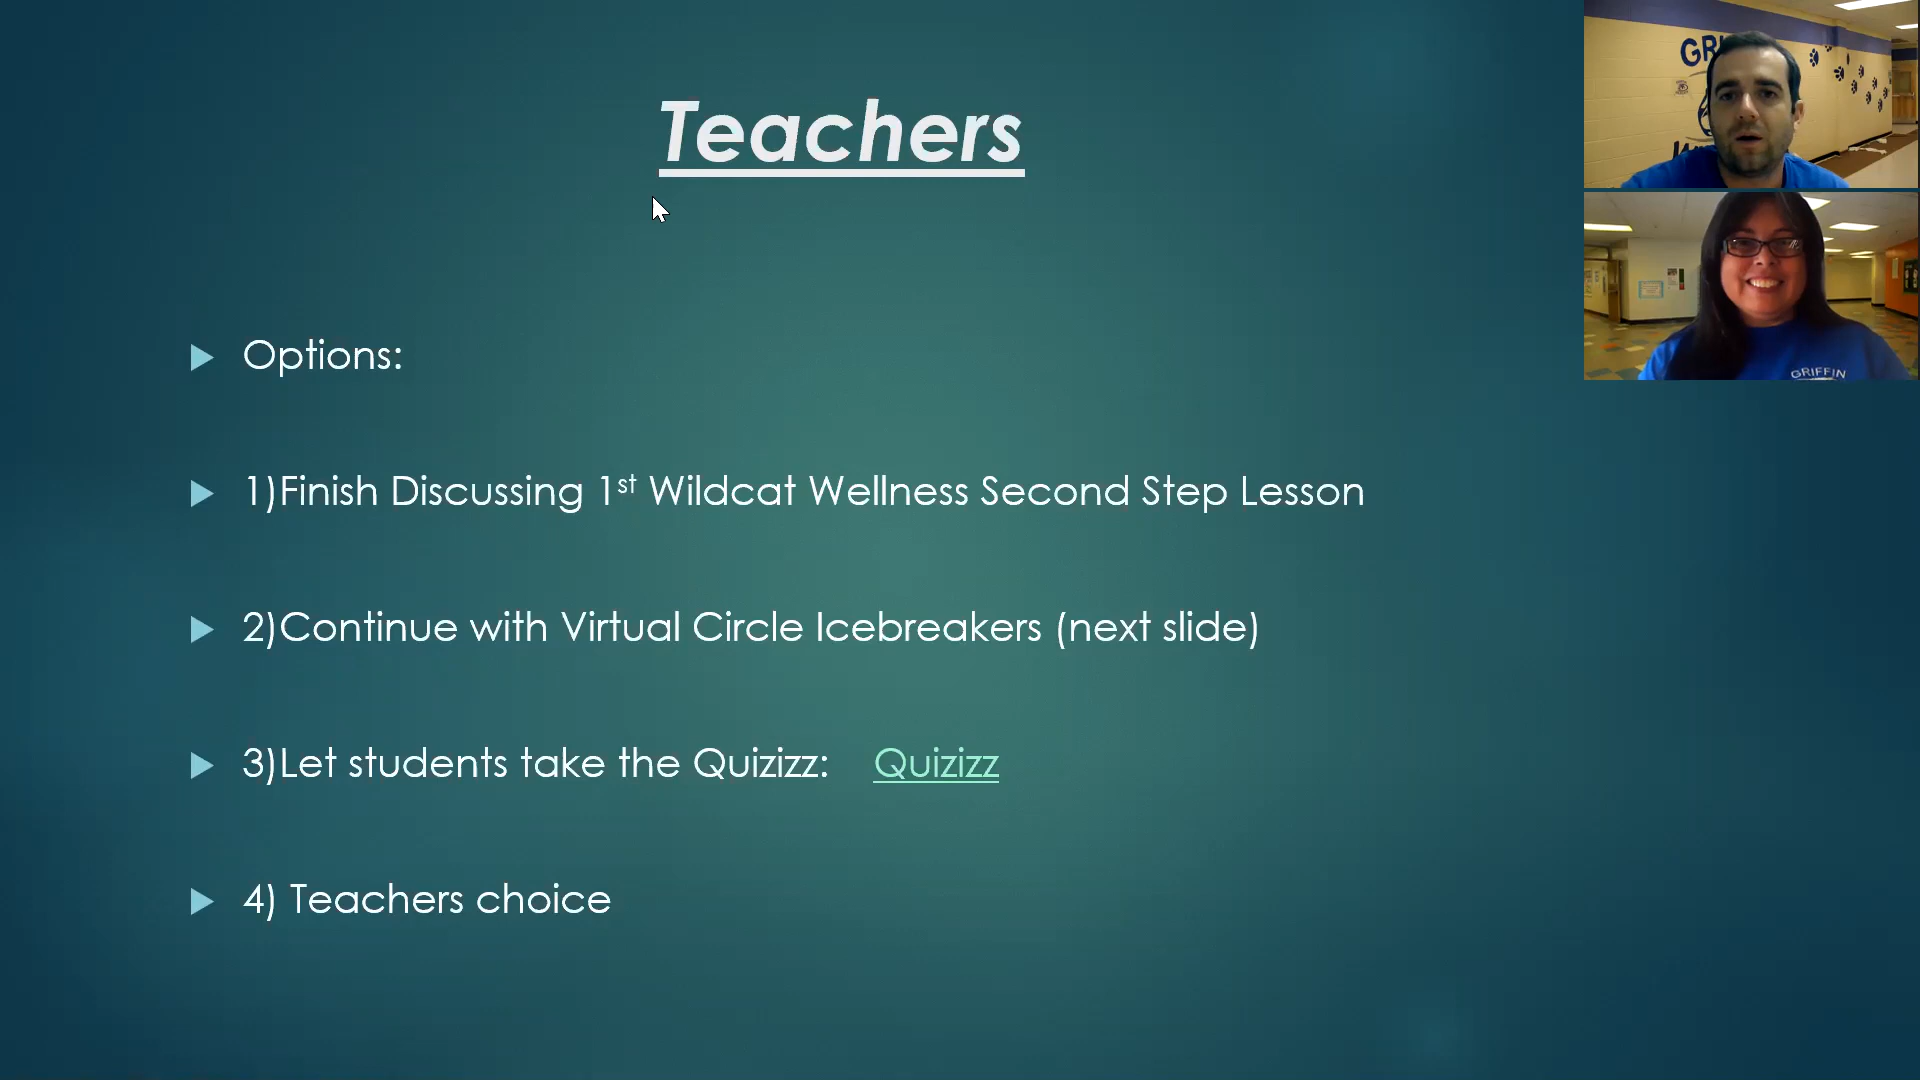 Teachers
Options:
1)Finish Discussing 1st Wildcat Wellness Second Step Lesson
2)Continue with Virtual Circle Icebreakers (next slide)
3)Let students take the Quizizz: Quizizz
4) Teachers choice
GRIFFIN